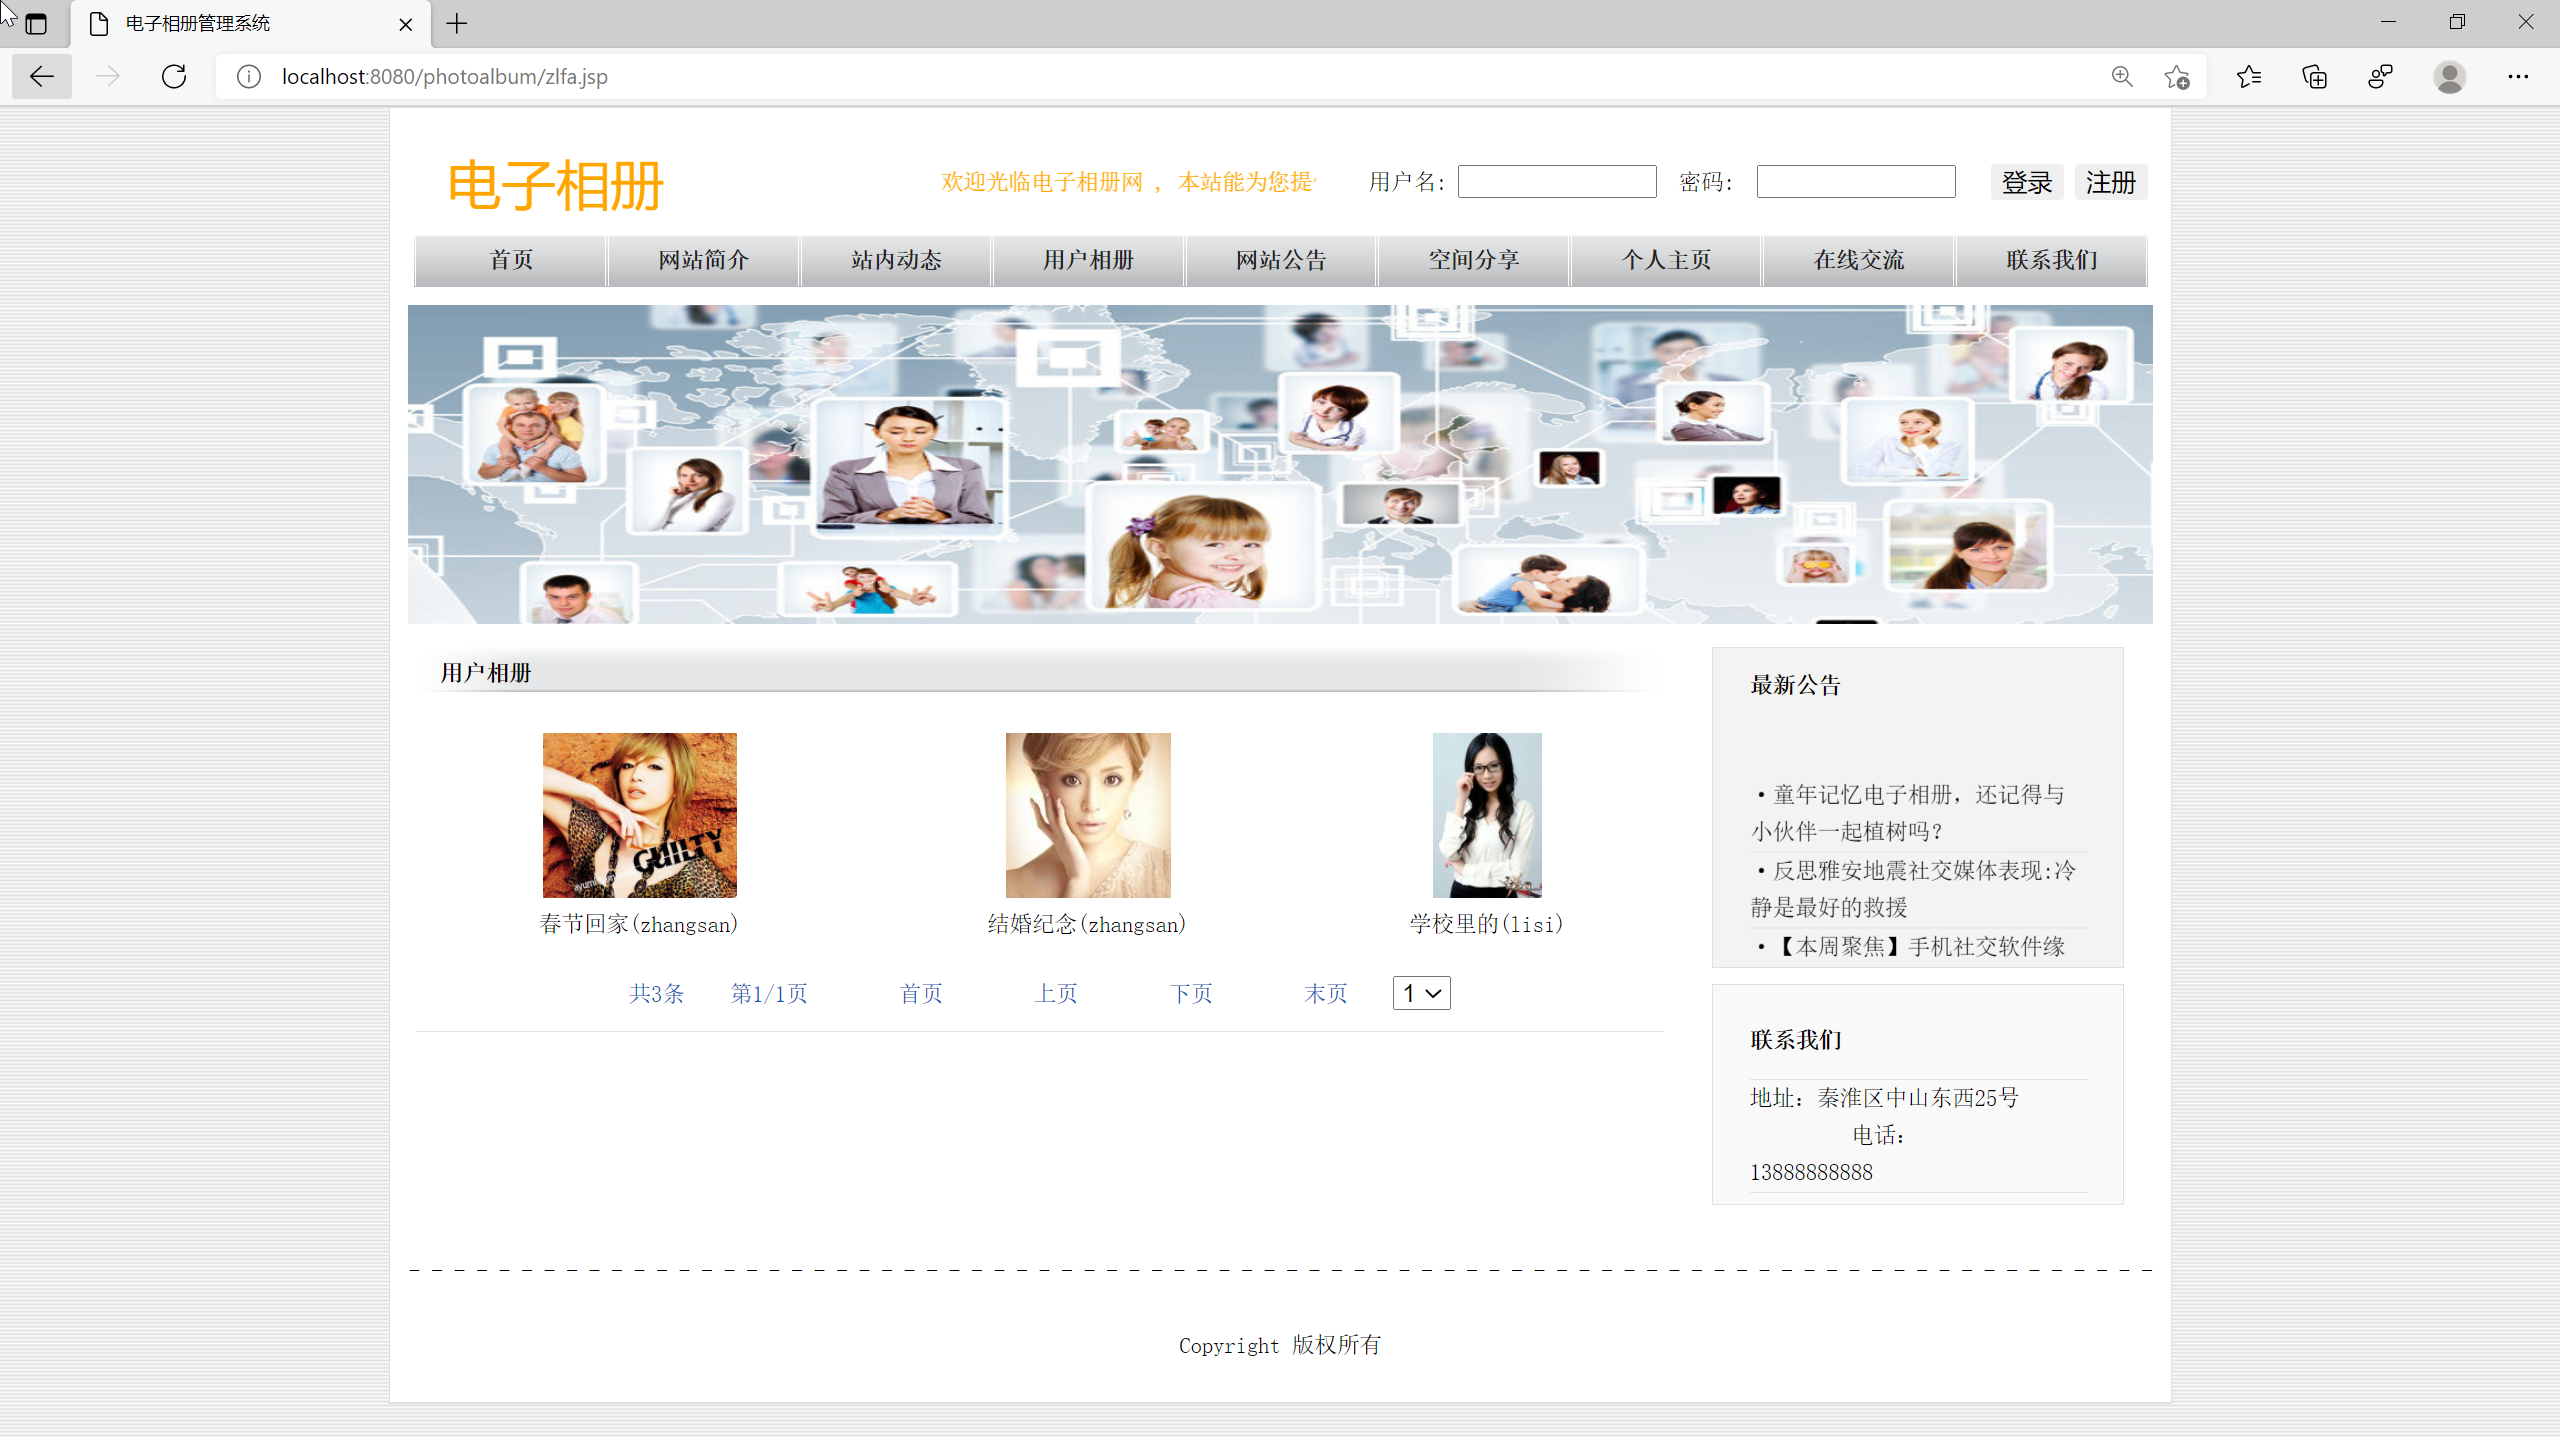 电子相册管理系统
localhost:8080/photoalbum/zlfa.jsp
电子相册
欢迎光临电子相册网 , 本站能为您提
用户名:
密码:
登录 注册
首页 网站简介 站内动态 用户相册 网站公告 空间分享 个人主页 在线交流 联系我们
用户相册
GUILTY
春节回家(zhangsan) 结婚纪念(zhangsan) 学校里的(lisi)
共3条 第1/1页 首页 上页 下页 末页 1
最新公告
·童年记忆电子相册，还记得与
小伙伴一起植树吗？
·反思雅安地震社交媒体表现:冷
静是最好的救援
·【本周聚焦】手机社交软件缘
联系我们
地址：秦淮区中山东西25号
电话：
13888888888
Copyright 版权所有